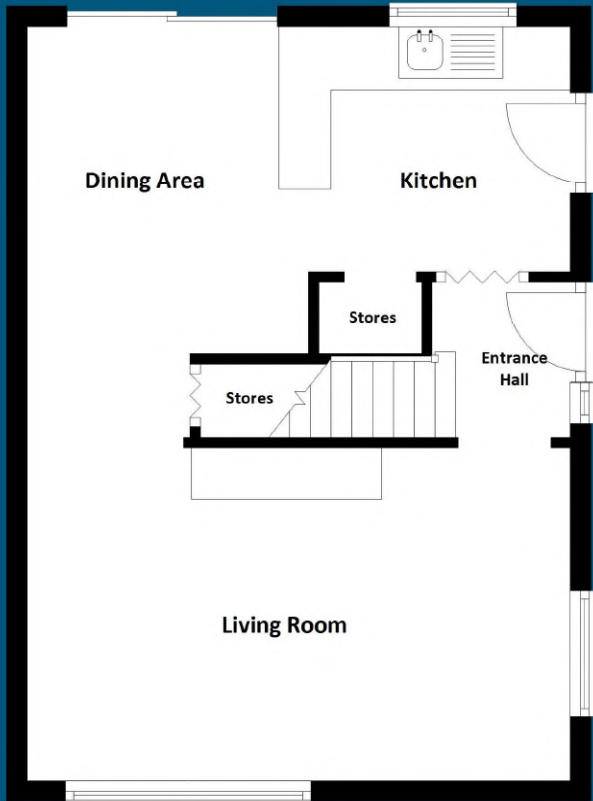 Dining Area
Kitchen
Stores
Entrance
Hall
Stores
Living Room